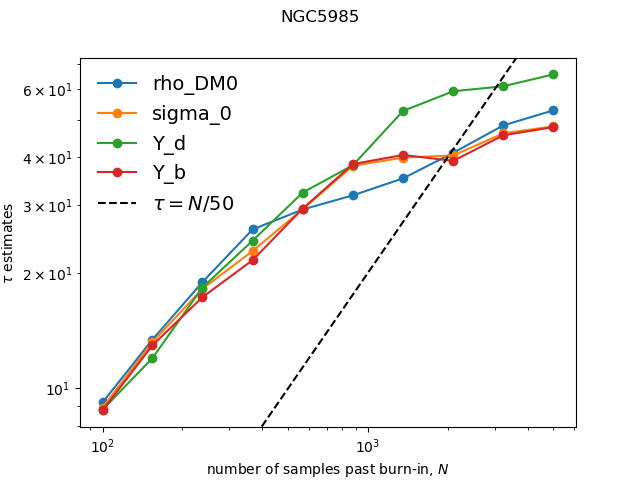 NGC5985
rho_DM0
sigma_0
Y_d
Y_b
τ = N/50
6 × 10¹
4 × 10¹
3 × 10¹
2 × 10¹
10¹
τ estimates
10² 10³
number of samples past burn-in, N